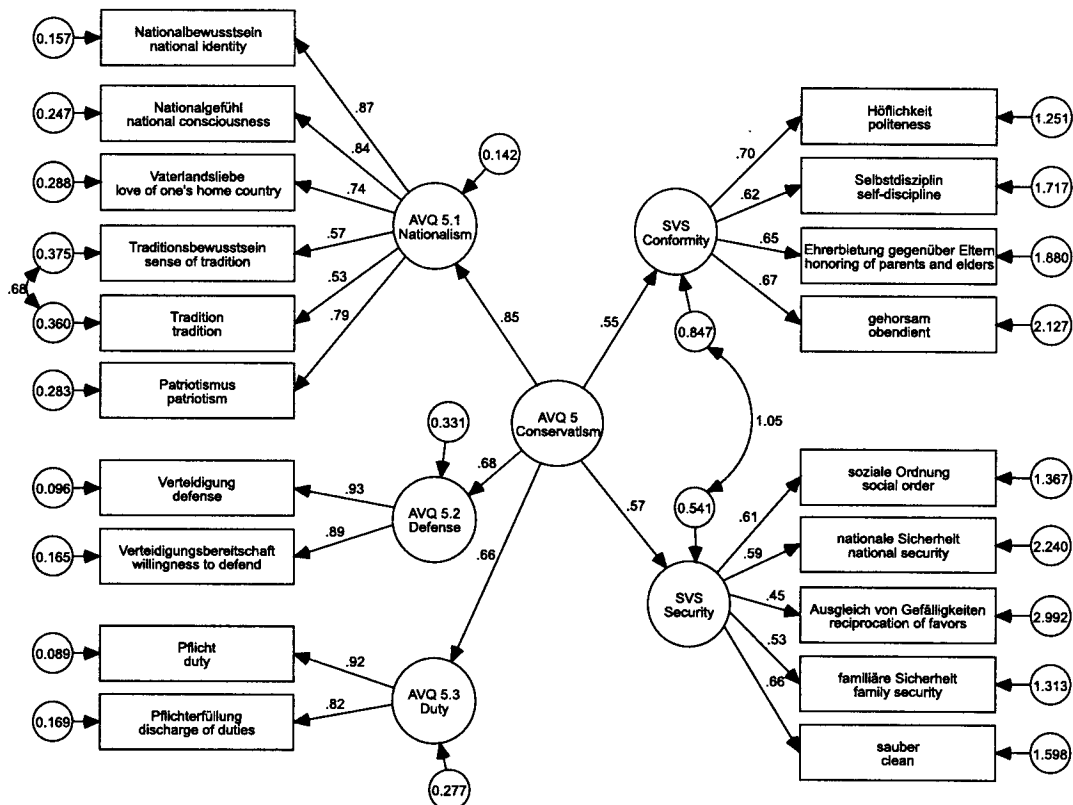 0.157
Nationalbewusstsein
national identity
.87
0.247
Nationalgefühl
national consciousness
.84
0.288
Vaterlandsliebe
love of one's home country
.74
0.142
AVQ 5.1
Nationalism
0.375
Traditionsbewusstsein
sense of tradition
.57
.68
0.360
Tradition
tradition
.53
0.283
Patriotismus
patriotism
.79
.85
AVQ 5
Conservatism
0.331
.68
0.096
Verteidigung
defense
.93
AVQ 5.2
Defense
0.165
Verteidigungsbereitschaft
willingness to defend
.89
.66
0.089
Pflicht
duty
.92
AVQ 5.3
Duty
0.169
Pflichterfüllung
discharge of duties
.82
0.277
.55
SVS
Conformity
.70
Höflichkeit
politeness
1.251
.62
Selbstdisziplin
self-discipline
1.717
.65
Ehrerbietung gegenüber Eltern
honoring of parents and elders
1.880
.67
gehorsam
obendient
2.127
0.847
1.05
0.541
.57
SVS
Security
.61
soziale Ordnung
social order
1.367
.59
nationale Sicherheit
national security
2.240
.45
Ausgleich von Gefälligkeiten
reciprocation of favors
2.992
.53
familiäre Sicherheit
family security
1.313
.66
sauber
clean
1.598